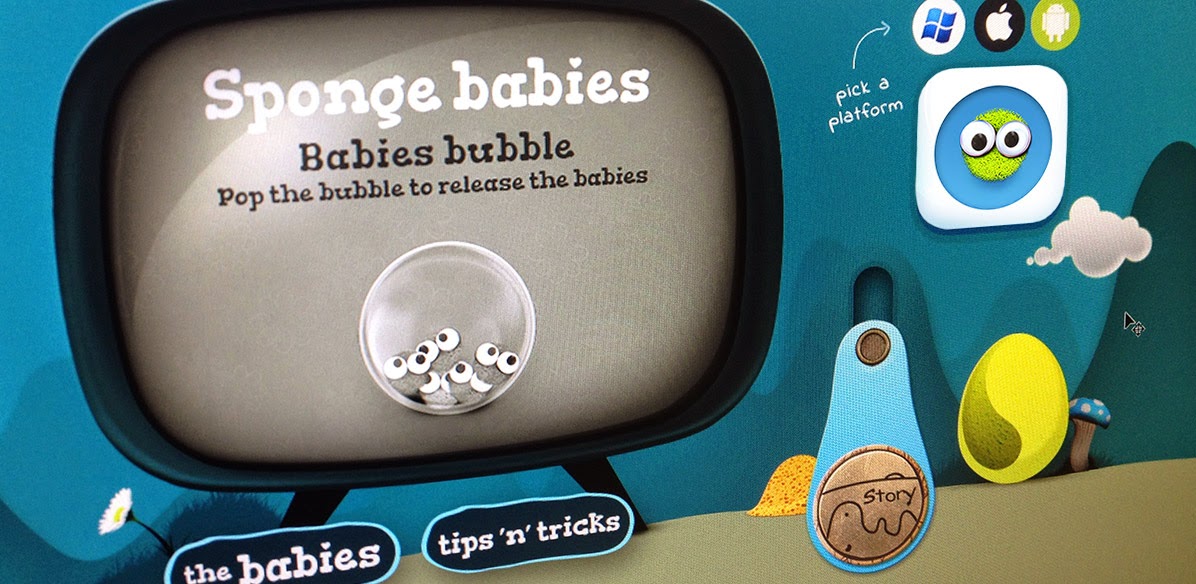 Sponge babies
Babies bubble
Pop the bubble to release the babies
pick a
platform
Story
the babies
tips 'n' tricks